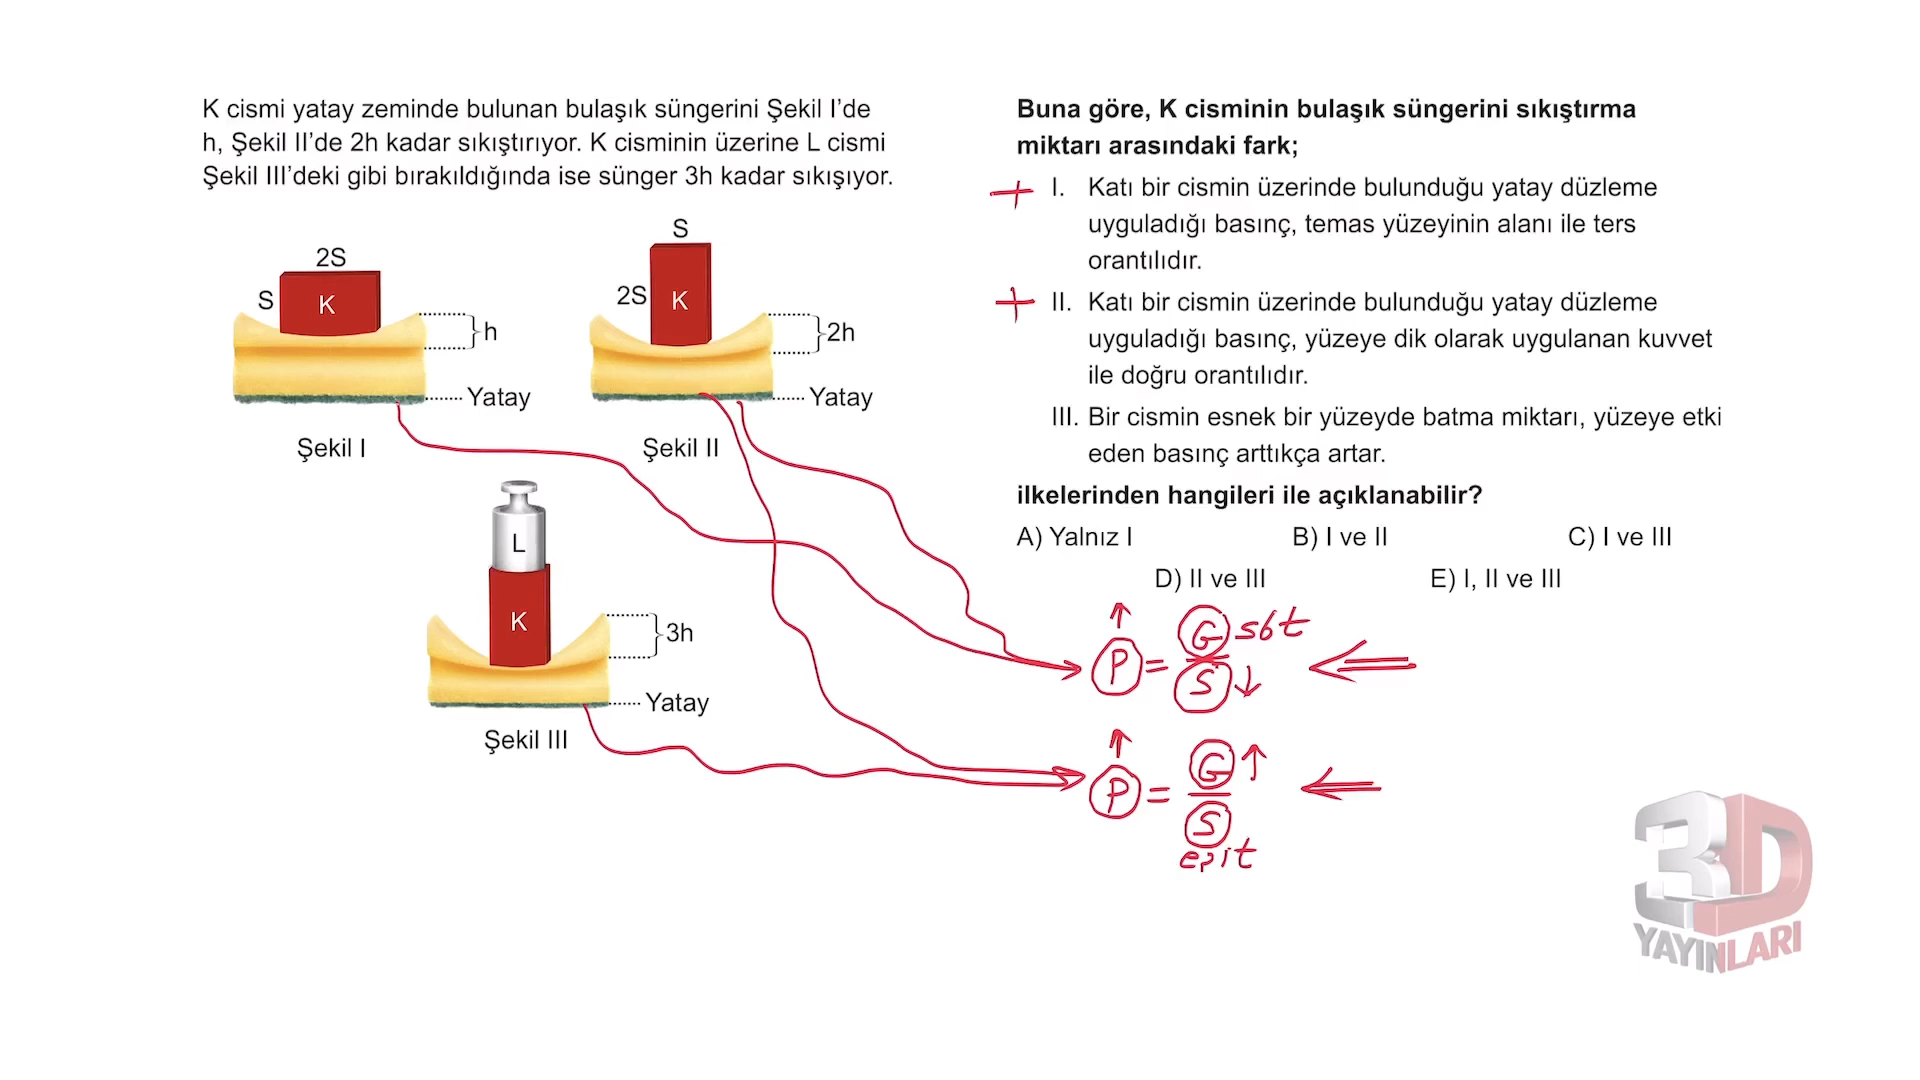 K cismi yatay zeminde bulunan bulaşık süngerini Şekil I’de
h, Şekil II’de 2h kadar sıkıştırıyor. K cisminin üzerine L cismi
Şekil III’deki gibi bırakıldığında ise sünger 3h kadar sıkışıyor.
2S
S
K
h
Yatay
Şekil I
S
2S
K
2h
Yatay
Şekil II
L
K
3h
Yatay
Şekil III
Buna göre, K cisminin bulaşık süngerini sıkıştırma
miktarı arasındaki fark;
+ I. Katı bir cismin üzerinde bulunduğu yatay düzleme
uyguladığı basınç, temas yüzeyinin alanı ile ters
orantılıdır.
+ II. Katı bir cismin üzerinde bulunduğu yatay düzleme
uyguladığı basınç, yüzeye dik olarak uygulanan kuvvet
ile doğru orantılıdır.
III. Bir cismin esnek bir yüzeyde batma miktarı, yüzeye etki
eden basınç arttıkça artar.
ilkelerinden hangileri ile açıklanabilir?
A) Yalnız I B) I ve II C) I ve III
D) II ve III E) I, II ve III
↑ G sbt
P =
S ↓
↑ G ↑
P =
S
eşit
3D
YAYINLARI